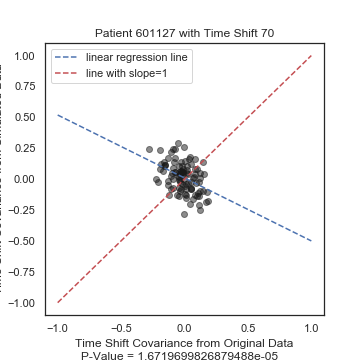 Patient 601127 with Time Shift 70
linear regression line
line with slope=1
1.00
0.75
0.50
0.25
0.00
−0.25
−0.50
−0.75
−1.00
−1.0
−0.5
0.0
0.5
1.0
Time Shift Covariance from Original Data
P-Value = 1.6719699826879488e-05